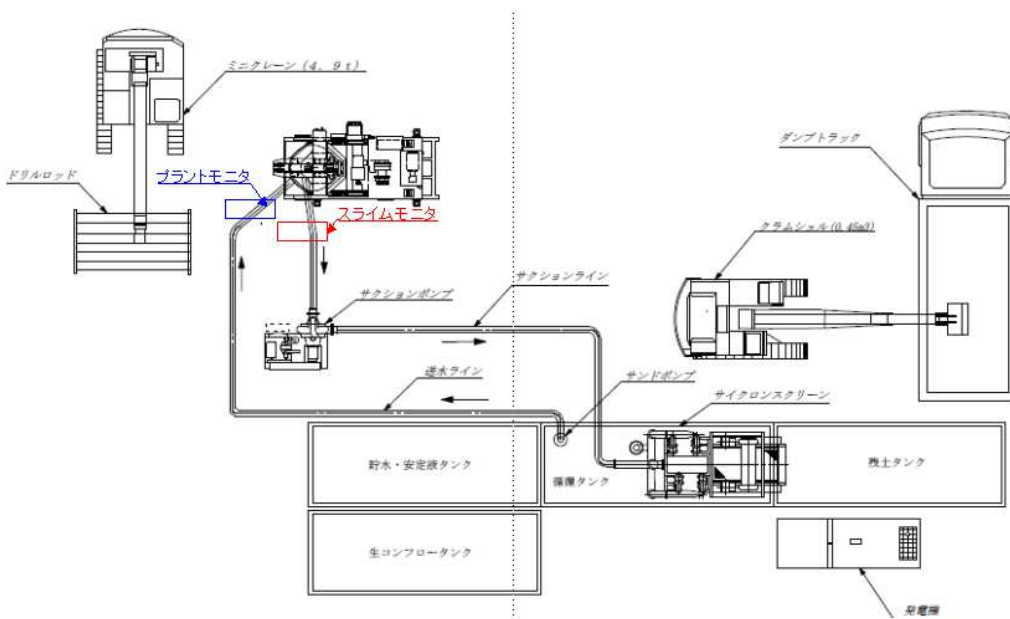 ミニクレーン (4.9t)
ダンプトラック
ドリルロッド
プラントモニタ
スライムモニタ
クラムシェル(0.45m3)
サクションライン
サクションポンプ
送水ライン
サンドポンプ
サイクロンスクリーン
貯水・安定液タンク
循環タンク
残土タンク
生コンフロータンク
発電機